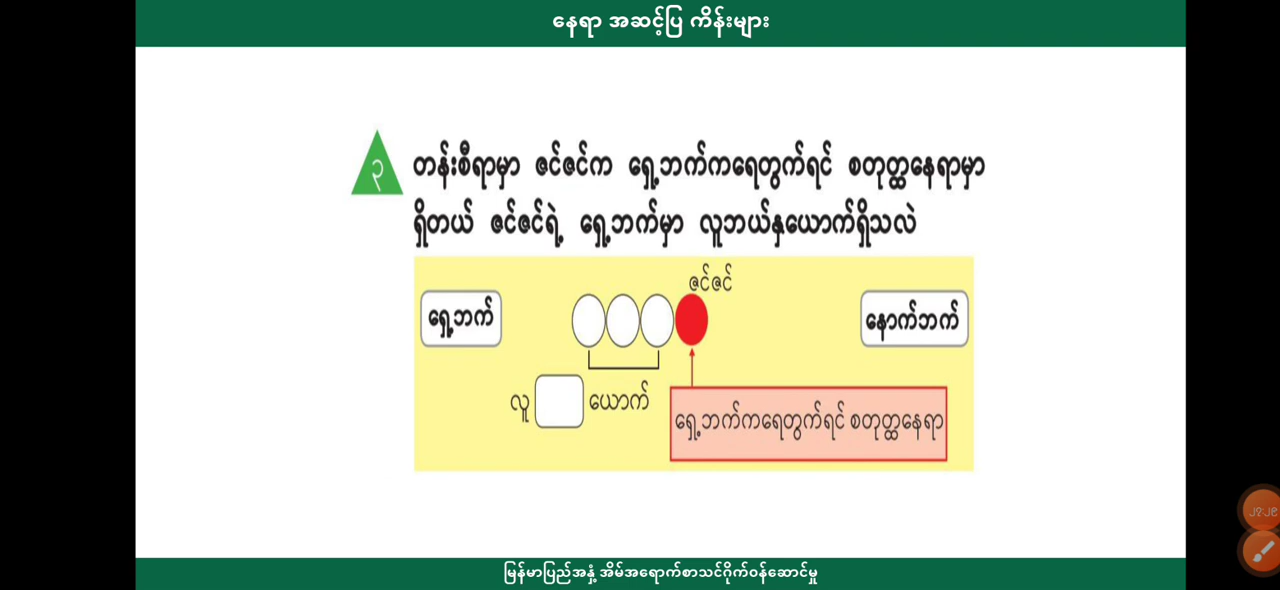 နေရာ အဆင့်ပြ ကိန်းများ
၃
တန်းစီရာမှာ ဇင်ဇင်က ရှေ့ဘက်ကရေတွက်ရင် စတုတ္ထနေရာမှာ
ရှိတယ် ဇင်ဇင်ရဲ့ ရှေ့ဘက်မှာ လူဘယ်နှယောက်ရှိသလဲ
ဇင်ဇင်
ရှေ့ဘက်
နောက်ဘက်
လူ ယောက်
ရှေ့ဘက်ကရေတွက်ရင် စတုတ္ထနေရာ
မြန်မာပြည်အနှံ့ အိမ်အရောက်စာသင်ဂိုက်ဝန်ဆောင်မှု